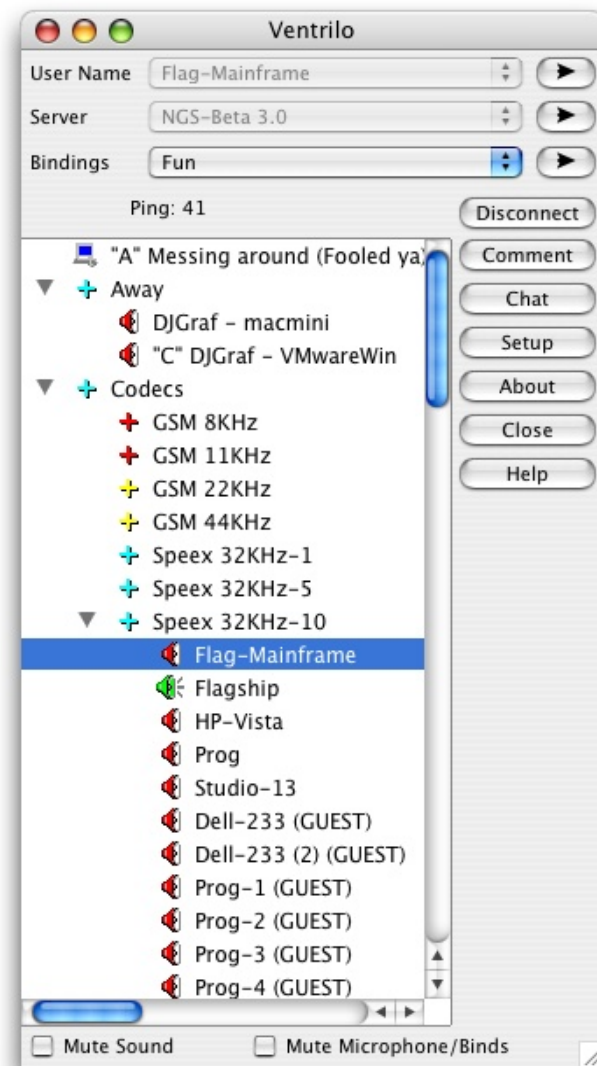 Ventrilo
User Name Flag-Mainframe
Server NGS-Beta 3.0
Bindings Fun
Ping: 41
Disconnect
Comment
Chat
Setup
About
Close
Help
"A" Messing around (Fooled ya)
Away
DJGraf - macmini
"C" DJGraf - VMwareWin
Codecs
GSM 8KHz
GSM 11KHz
GSM 22KHz
GSM 44KHz
Speex 32KHz-1
Speex 32KHz-5
Speex 32KHz-10
Flag-Mainframe
Flagship
HP-Vista
Prog
Studio-13
Dell-233 (GUEST)
Dell-233 (2) (GUEST)
Prog-1 (GUEST)
Prog-2 (GUEST)
Prog-3 (GUEST)
Prog-4 (GUEST)
Mute Sound Mute Microphone/Binds